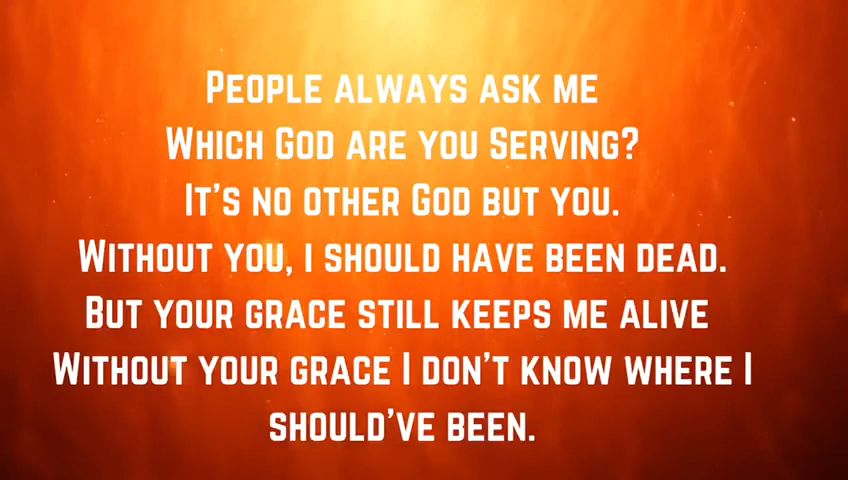 People always ask me
Which God are you Serving?
It's no other God but you.
Without you, I should have been dead.
But your grace still keeps me alive
Without your grace I don't know where I
should've been.